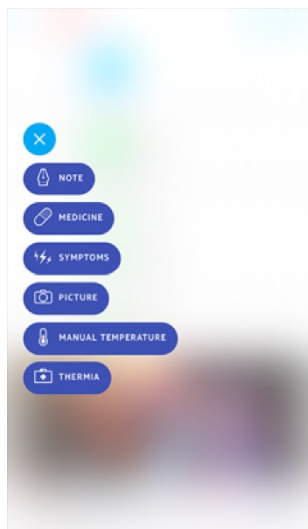 NOTE
MEDICINE
SYMPTOMS
PICTURE
MANUAL TEMPERATURE
THERMIA